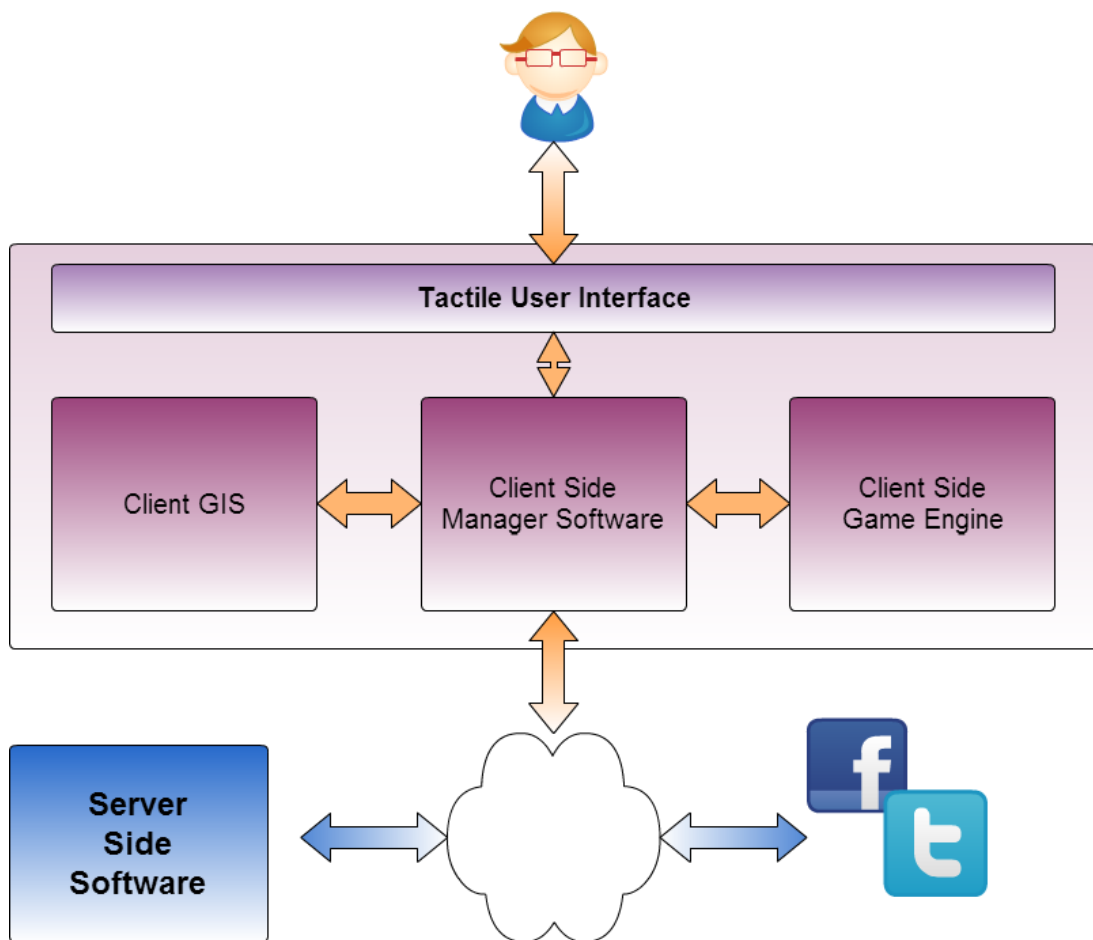 Tactile User Interface
Client GIS
Client Side
Manager Software
Client Side
Game Engine
Server
Side
Software
f
t